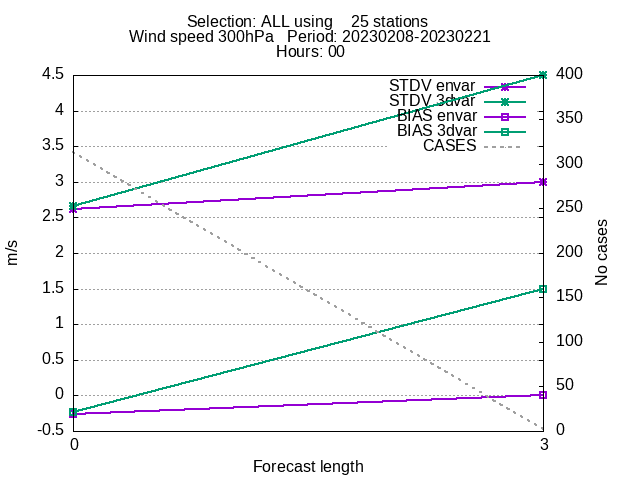 Selection: ALL using    25 stations
Wind speed 300hPa   Period: 20230208-20230221
Hours: 00
4.5
4
3.5
3
2.5
2
1.5
1
0.5
0
-0.5
400
350
300
250
200
150
100
50
0
STDV envar
STDV 3dvar
BIAS envar
BIAS 3dvar
CASES
m/s
No cases
0
3
Forecast length